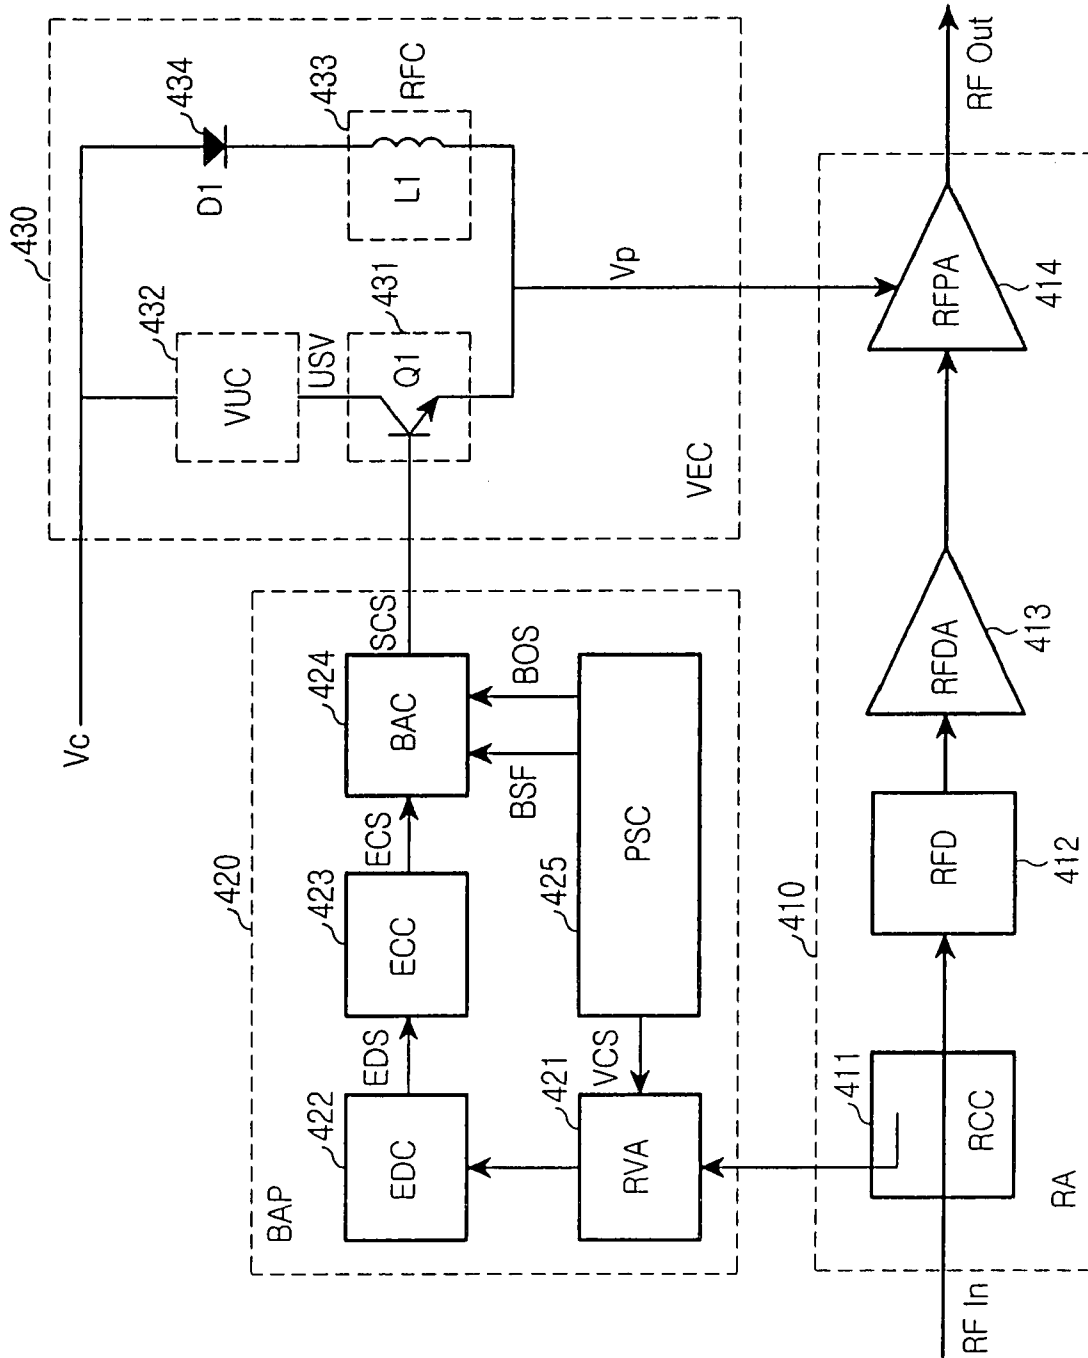 430
Vc
434
D1
432
VUC
USV
433
RFC
L1
431
Q1
Vp
VEC
420
BAP
422
EDC
EDS
423
ECC
ECS
424
BAC
SCS
BSF
BOS
421
RVA
VCS
425
PSC
410
RF In
411
RCC
RFD
412
RFDA
413
RFPA
414
RF Out
RA